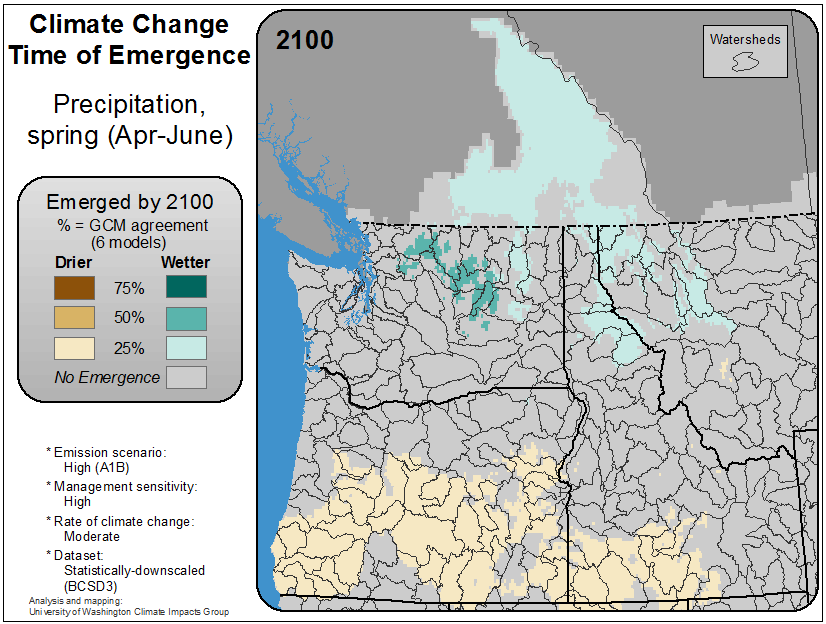 Climate Change
Time of Emergence
Precipitation,
spring (Apr-June)
Emerged by 2100
% = GCM agreement
(6 models)
Drier Wetter
75%
50%
25%
No Emergence
* Emission scenario:
High (A1B)
* Management sensitivity:
High
* Rate of climate change:
Moderate
* Dataset:
Statistically-downscaled
(BCSD3)
Analysis and mapping:
University of Washington Climate Impacts Group
2100
Watersheds